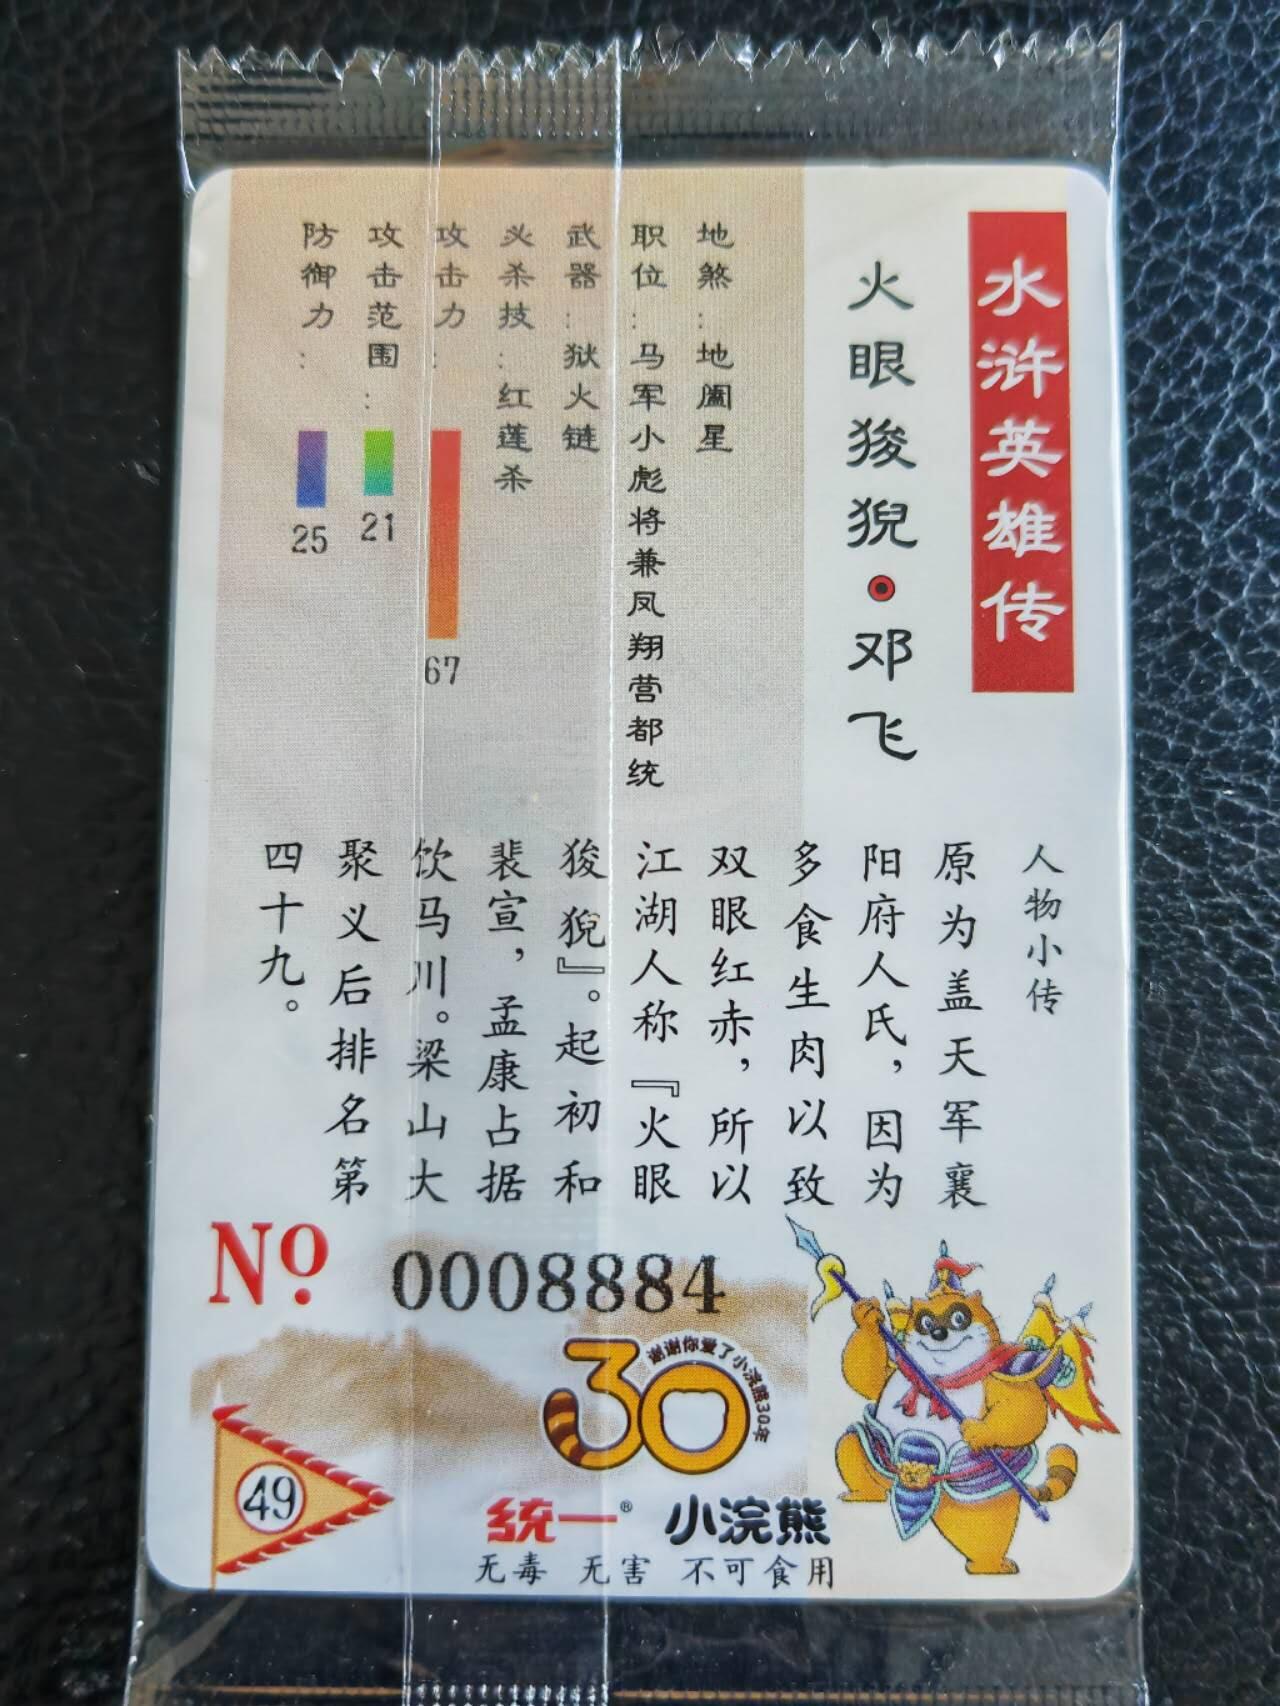 水浒英雄传
火眼狻猊·邓飞
地煞：地阖星
职位：马军小彪将兼凤翔营都统
武器：狱火链
必杀技：红莲杀
攻击力：
67
攻击范围：
21
防御力：
25
人物小传
原为盖天军襄
阳府人氏，因为
多食生肉以致
双眼红赤，所以
江湖人称『火眼
狻猊』。起初和
裴宣，孟康占据
饮马川。梁山大
聚义后排名第
四十九。
No. 0008884
谢谢你爱了小浣熊30年
30
49
统一® 小浣熊
无毒 无害 不可食用